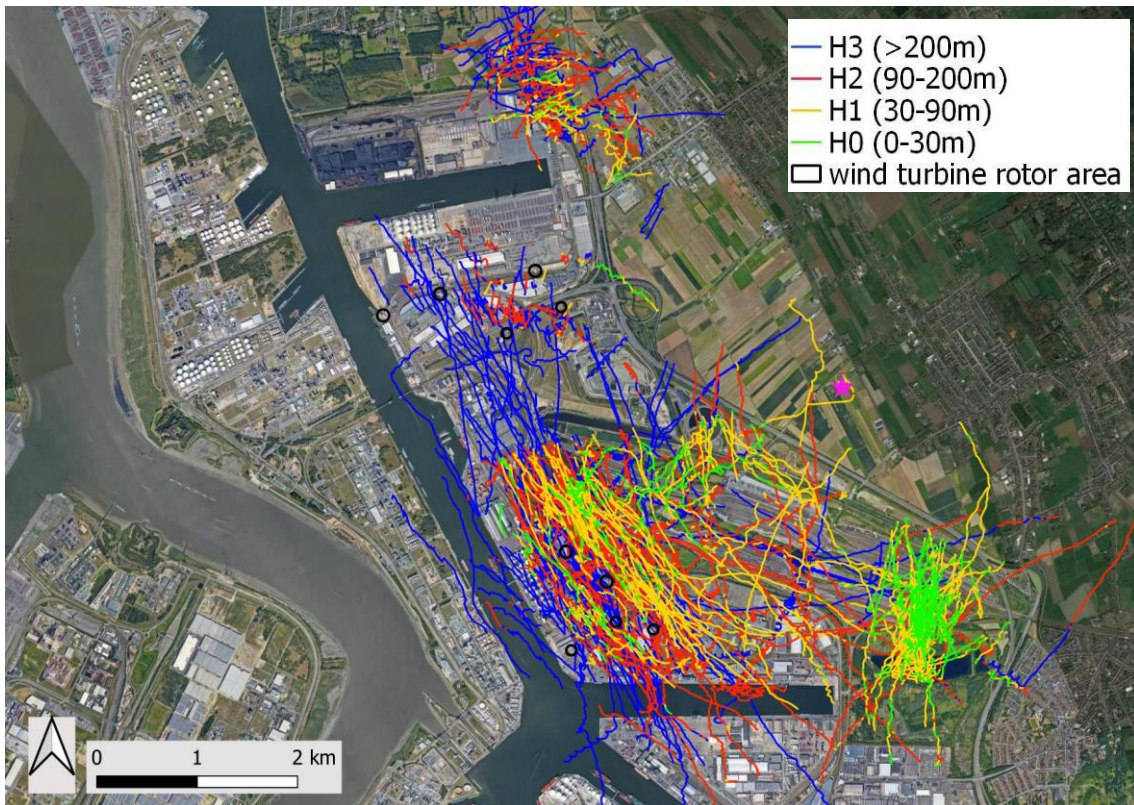 H3 (>200m)
H2 (90-200m)
H1 (30-90m)
H0 (0-30m)
wind turbine rotor area
0 1 2 km